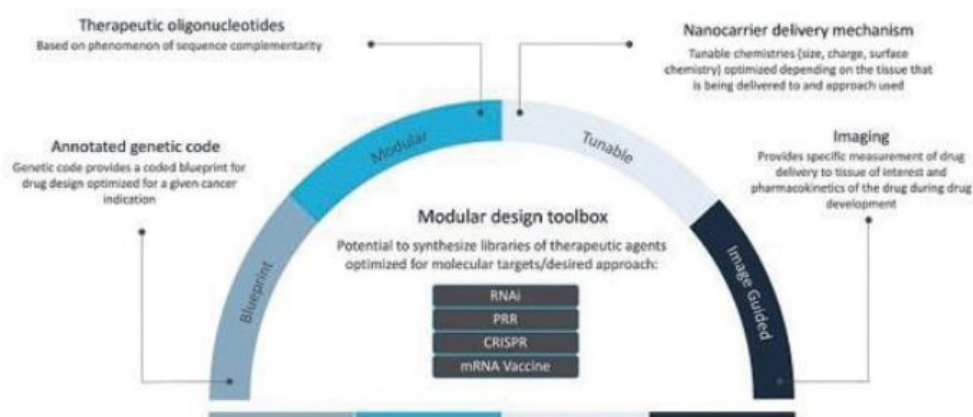 Therapeutic oligonucleotides
Based on phenomenon of sequence complementarity
Nanocarrier delivery mechanism
Tunable chemistries (size, charge, surface
chemistry) optimized depending on the tissue that
is being delivered to and approach used
Annotated genetic code
Genetic code provides a coded blueprint for
drug design optimized for a given cancer
indication
Imaging
Provides specific measurement of drug
delivery to tissue of interest and
pharmacokinetics of the drug during drug
development
Blueprint
Modular
Tunable
Image Guided
Modular design toolbox
Potential to synthesize libraries of therapeutic agents
optimized for molecular targets/desired approach:
RNAi
PRR
CRISPR
mRNA Vaccine